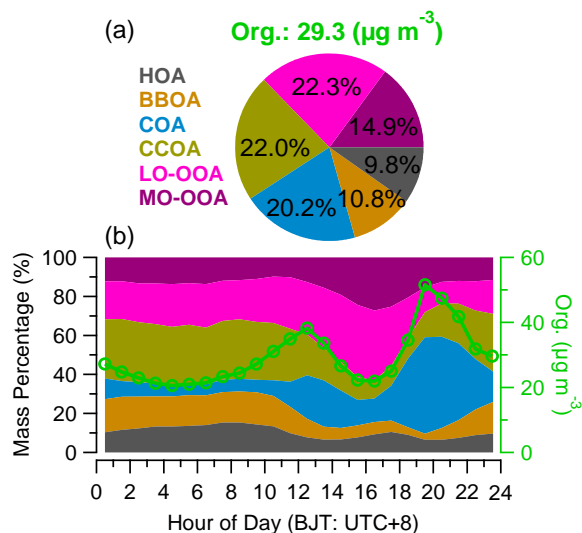 (a)
Org.: 29.3 (µg m⁻³)
HOA
BBOA
COA
CCOA
LO-OOA
MO-OOA
22.3%
14.9%
22.0%
9.8%
10.8%
20.2%
(b)
100
80
60
40
20
0
Mass Percentage (%)
60
40
20
0
Org. (µg m⁻³)
0 2 4 6 8 10 12 14 16 18 20 22 24
Hour of Day (BJT: UTC+8)